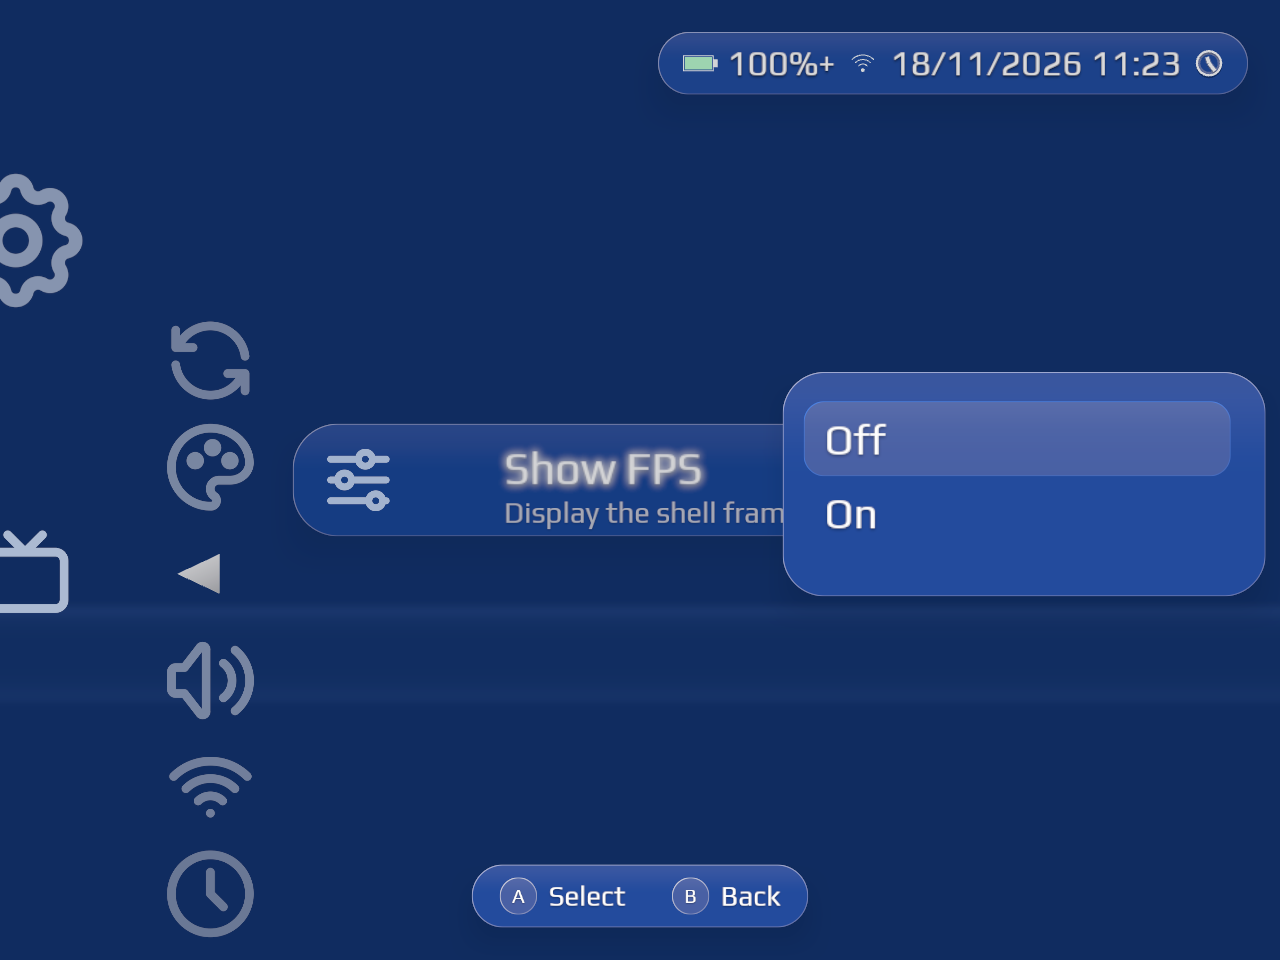 100%+ 18/11/2026 11:23
Show FPS
Display the shell fram
Off
On
A Select B Back